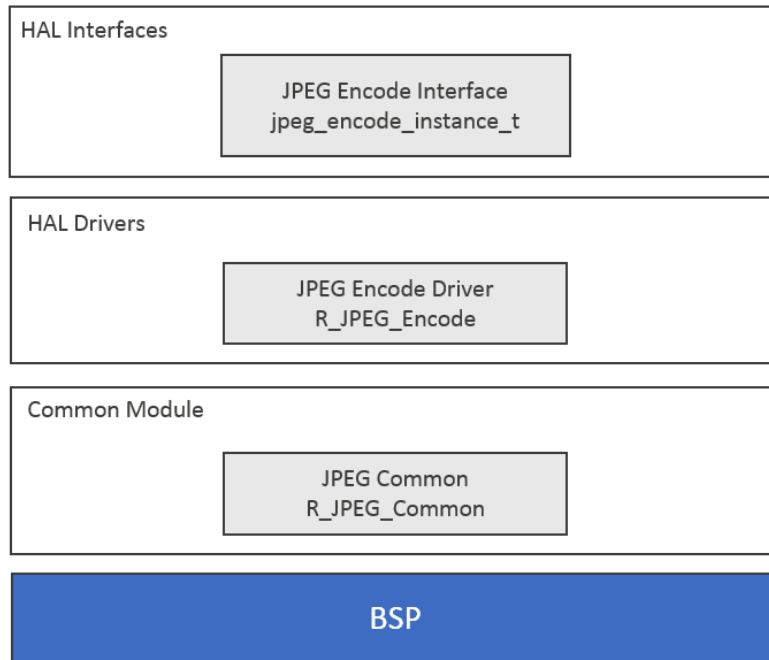 HAL Interfaces
JPEG Encode Interface
jpeg_encode_instance_t
HAL Drivers
JPEG Encode Driver
R_JPEG_Encode
Common Module
JPEG Common
R_JPEG_Common
BSP